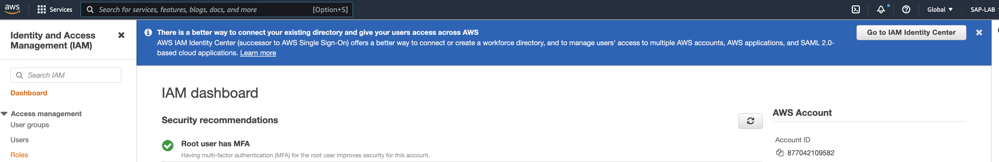 aws
Services
Search for services, features, blogs, docs, and more
[Option+S]
Global
SAP-LAB
Identity and Access
Management (IAM)
Search IAM
Dashboard
Access management
User groups
Users
Roles
There is a better way to connect your existing directory and give your users access across AWS
AWS IAM Identity Center (successor to AWS Single Sign-On) offers a better way to connect or create a workforce directory, and to manage users' access to multiple AWS accounts, AWS applications, and SAML 2.0-
based cloud applications. Learn more
Go to IAM Identity Center
IAM dashboard
Security recommendations
Root user has MFA
Having multi-factor authentication (MFA) for the root user improves security for this account.
AWS Account
Account ID
877042109582